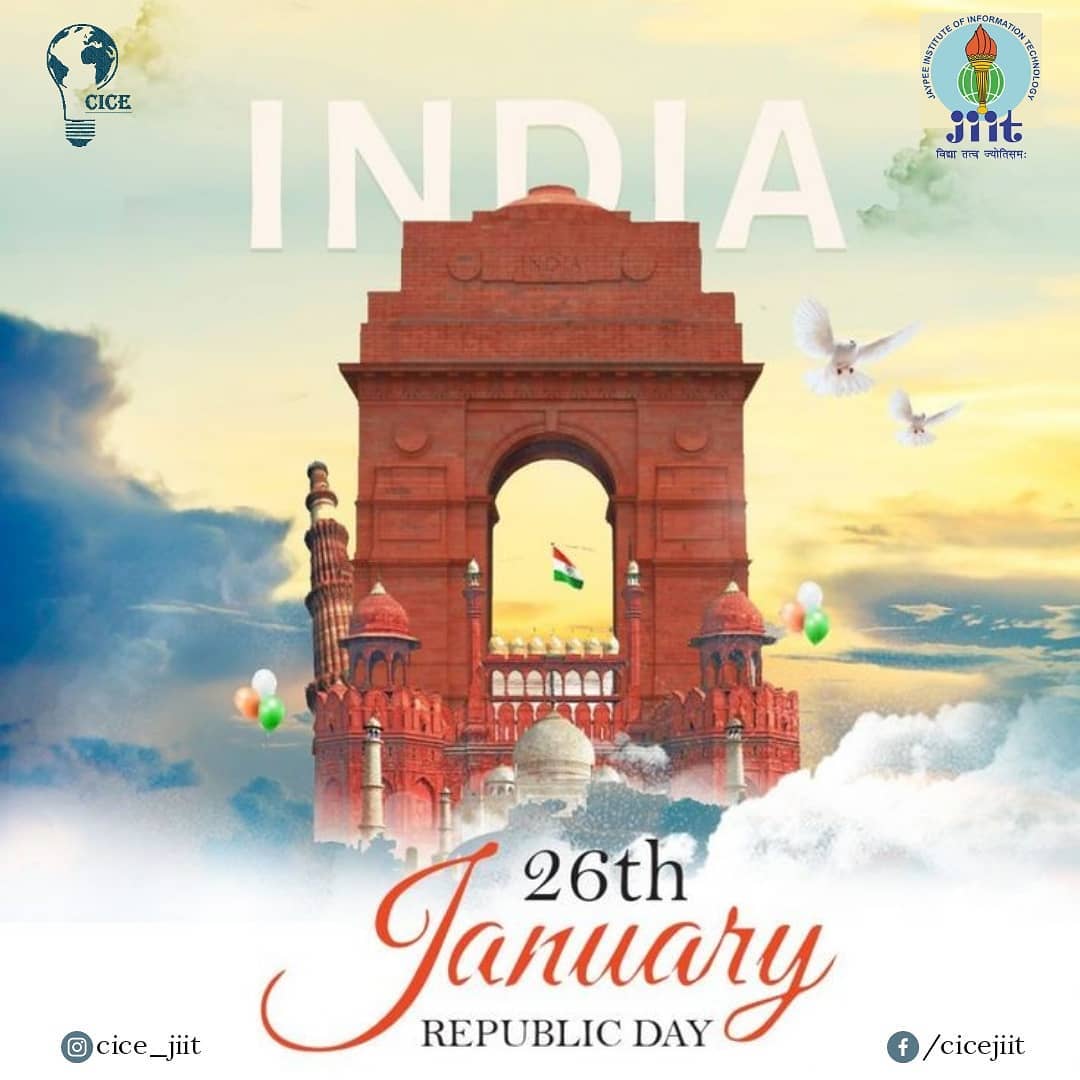 CICE
JAYPEE INSTITUTE OF INFORMATION TECHNOLOGY
jiit
विद्या तत्व ज्योतिसमः
INDIA
INDIA
26th
January
REPUBLIC DAY
cice_jiit
/cicejiit